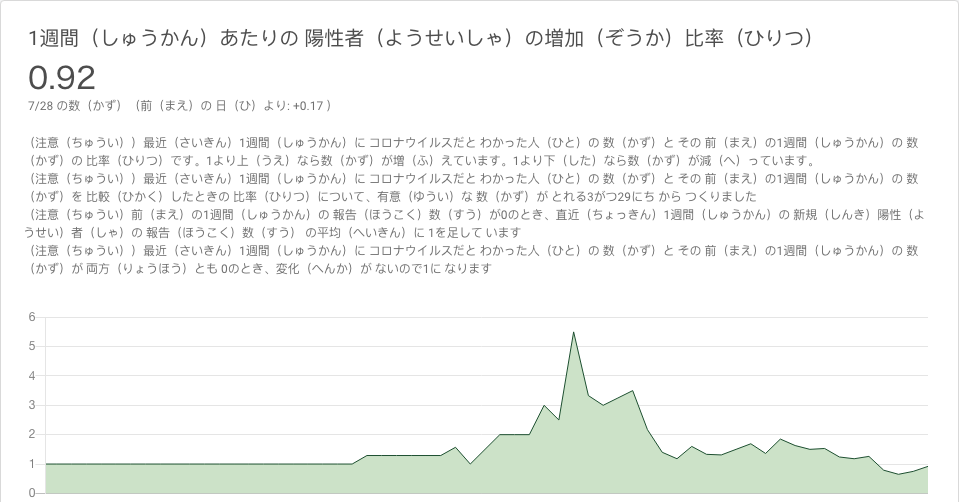 1週間（しゅうかん）あたりの 陽性者（ようせいしゃ）の増加（ぞうか）比率（ひりつ）
0.92
7/28 の数（かず）（前（まえ）の 日（ひ）より: +0.17 ）
（注意（ちゅうい））最近（さいきん）1週間（しゅうかん）に コロナウイルスだと わかった人（ひと）の 数（かず）と その 前（まえ）の1週間（しゅうかん）の 数
（かず）の 比率（ひりつ）です。1より上（うえ）なら数（かず）が増（ふ）えています。1より下（した）なら数（かず）が減（へ）っています。
（注意（ちゅうい））最近（さいきん）1週間（しゅうかん）に コロナウイルスだと わかった人（ひと）の 数（かず）と その 前（まえ）の1週間（しゅうかん）の 数
（かず）を 比較（ひかく）したときの 比率（ひりつ）について、有意（ゆうい）な 数（かず）が とれる3がつ29にち から つくりました
（注意（ちゅうい）前（まえ）の1週間（しゅうかん）の 報告（ほうこく）数（すう）が0のとき、直近（ちょっきん）1週間（しゅうかん）の 新規（しんき）陽性（よ
うせい）者（しゃ）の 報告（ほうこく）数（すう） の平均（へいきん）に 1を足して います
（注意（ちゅうい））最近（さいきん）1週間（しゅうかん）に コロナウイルスだと わかった人（ひと）の 数（かず）と その 前（まえ）の1週間（しゅうかん）の 数
（かず）が 両方（りょうほう）とも 0のとき、変化（へんか）が ないので1に なります
6
5
4
3
2
1
0